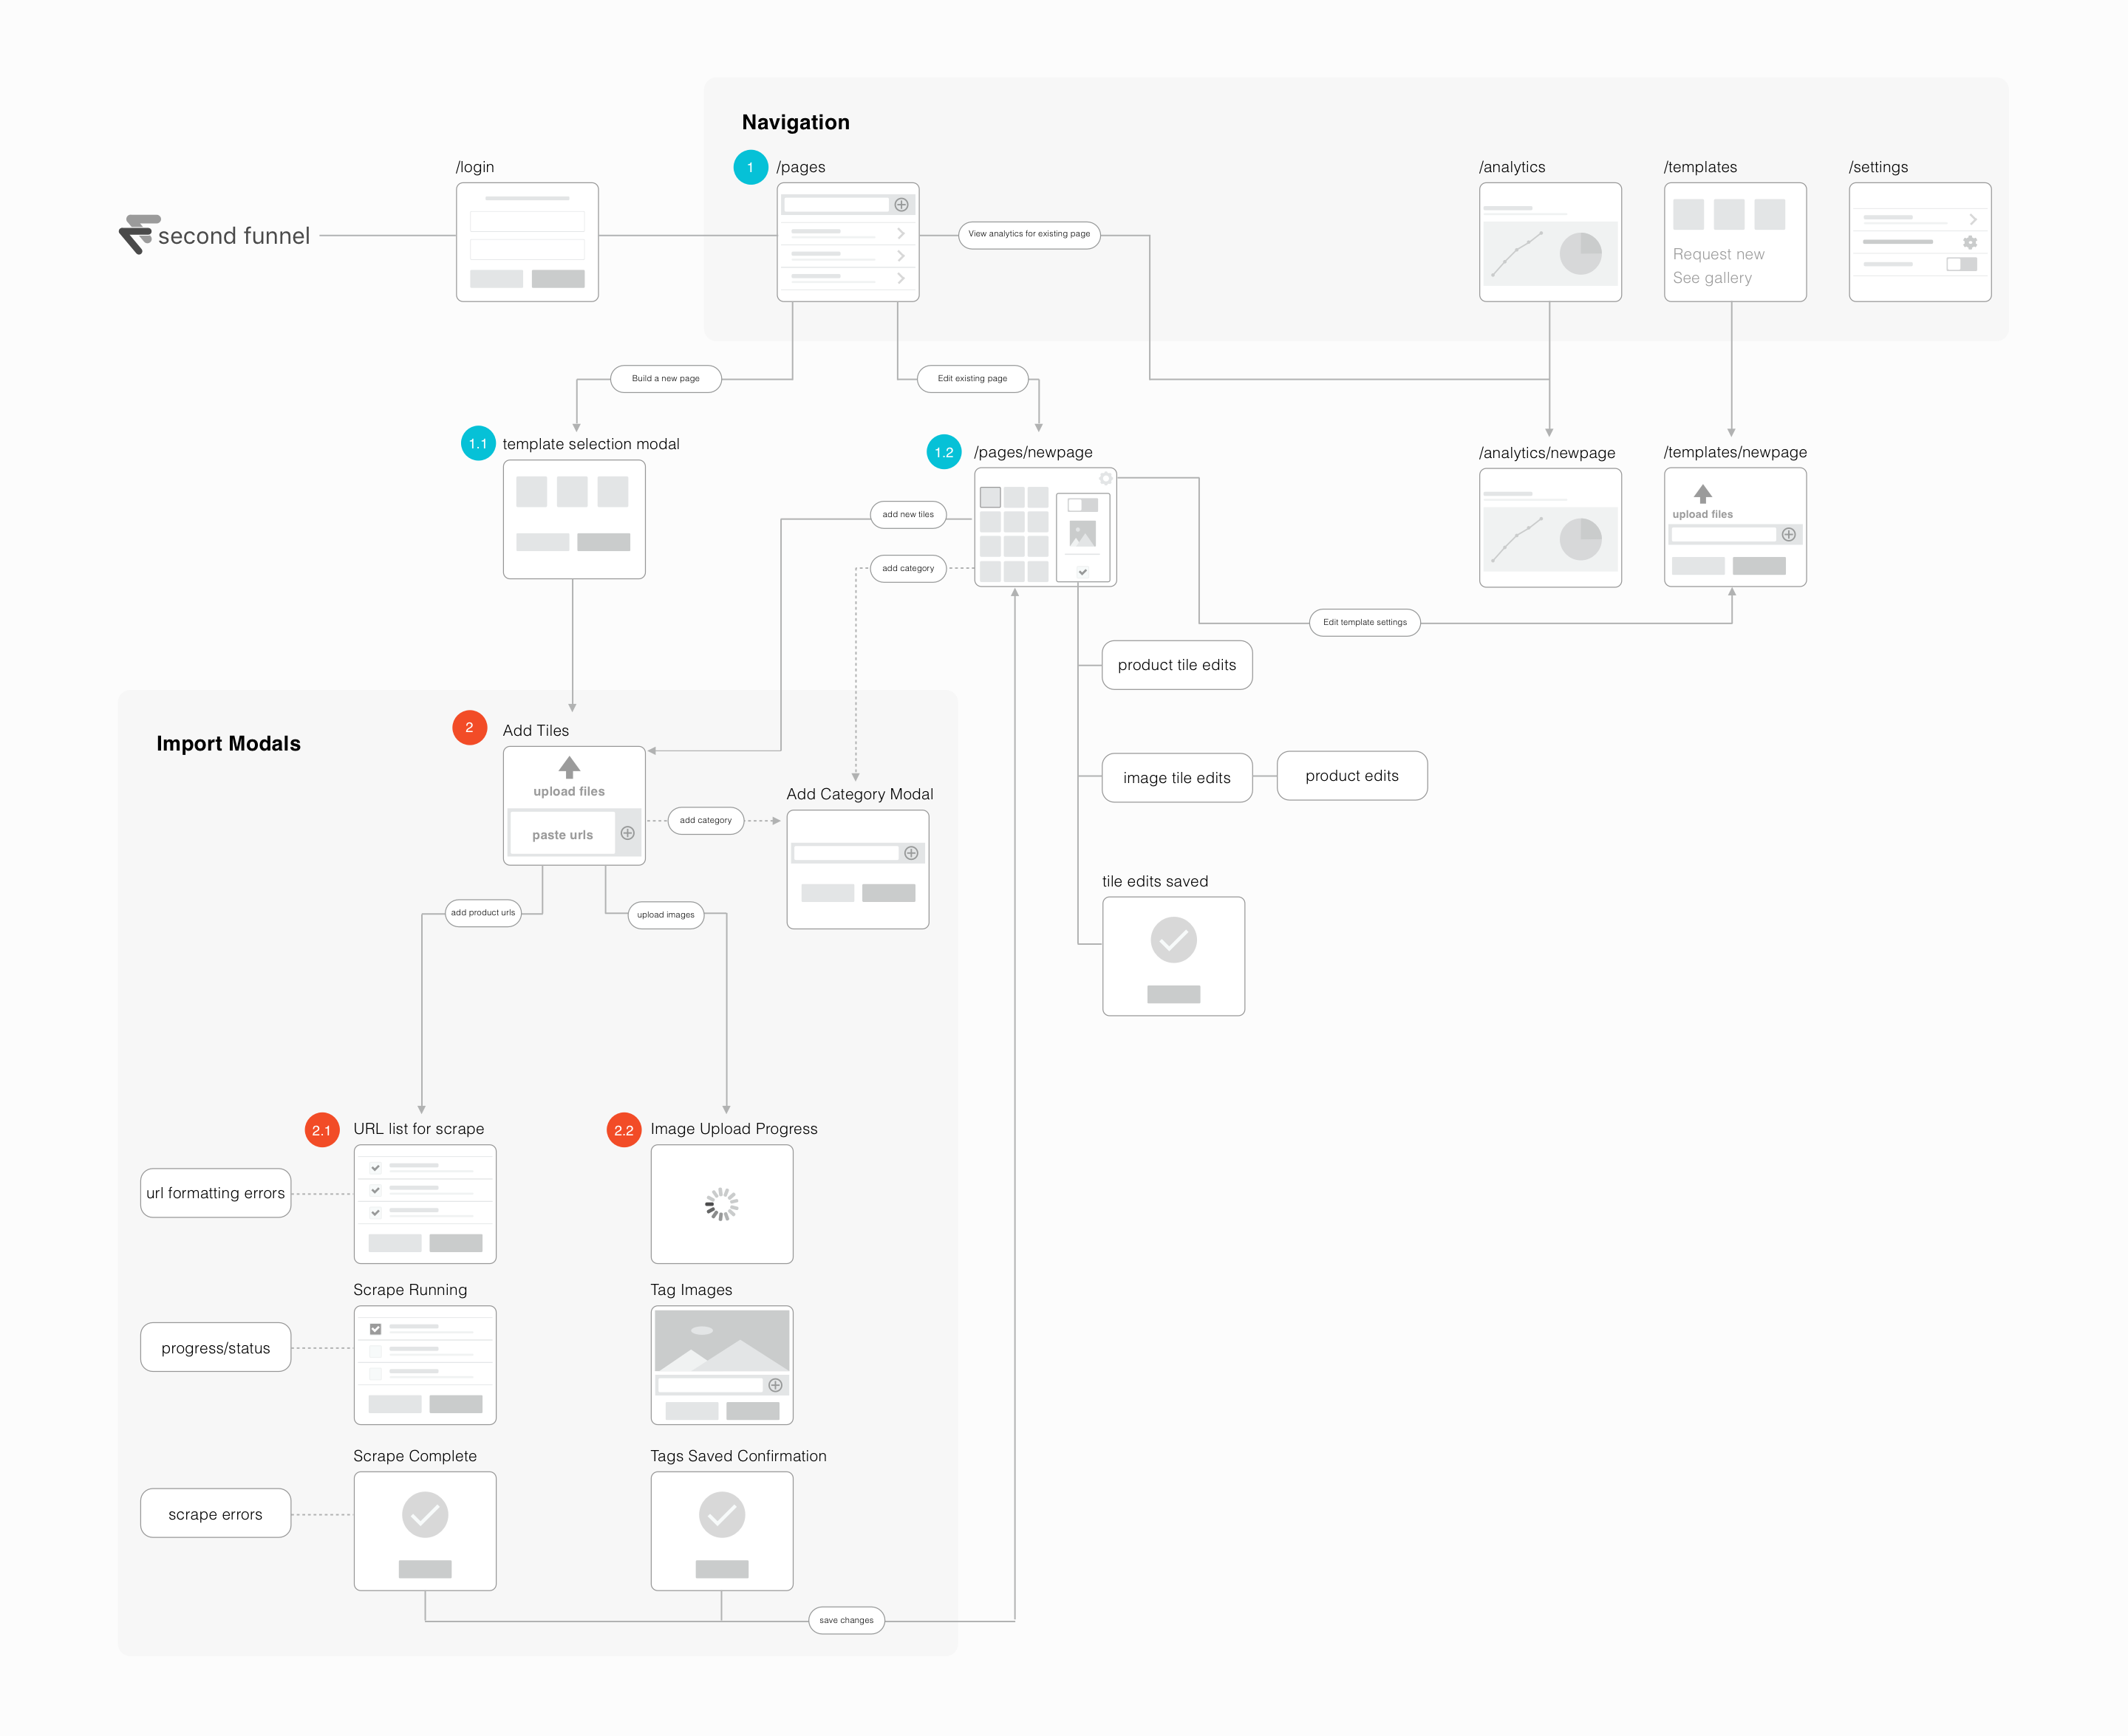 Navigation
/login
1
/pages
/analytics
/templates
/settings
second funnel
View analytics for existing page
Request new
See gallery
Build a new page
Edit existing page
1.1
template selection modal
1.2
/pages/newpage
/analytics/newpage
/templates/newpage
add new tiles
upload files
add category
Edit template settings
product tile edits
Import Modals
2
Add Tiles
upload files
paste urls
add category
Add Category Modal
image tile edits
product edits
tile edits saved
add product urls
upload images
2.1
URL list for scrape
2.2
Image Upload Progress
url formatting errors
Scrape Running
Tag Images
progress/status
Scrape Complete
Tags Saved Confirmation
scrape errors
save changes